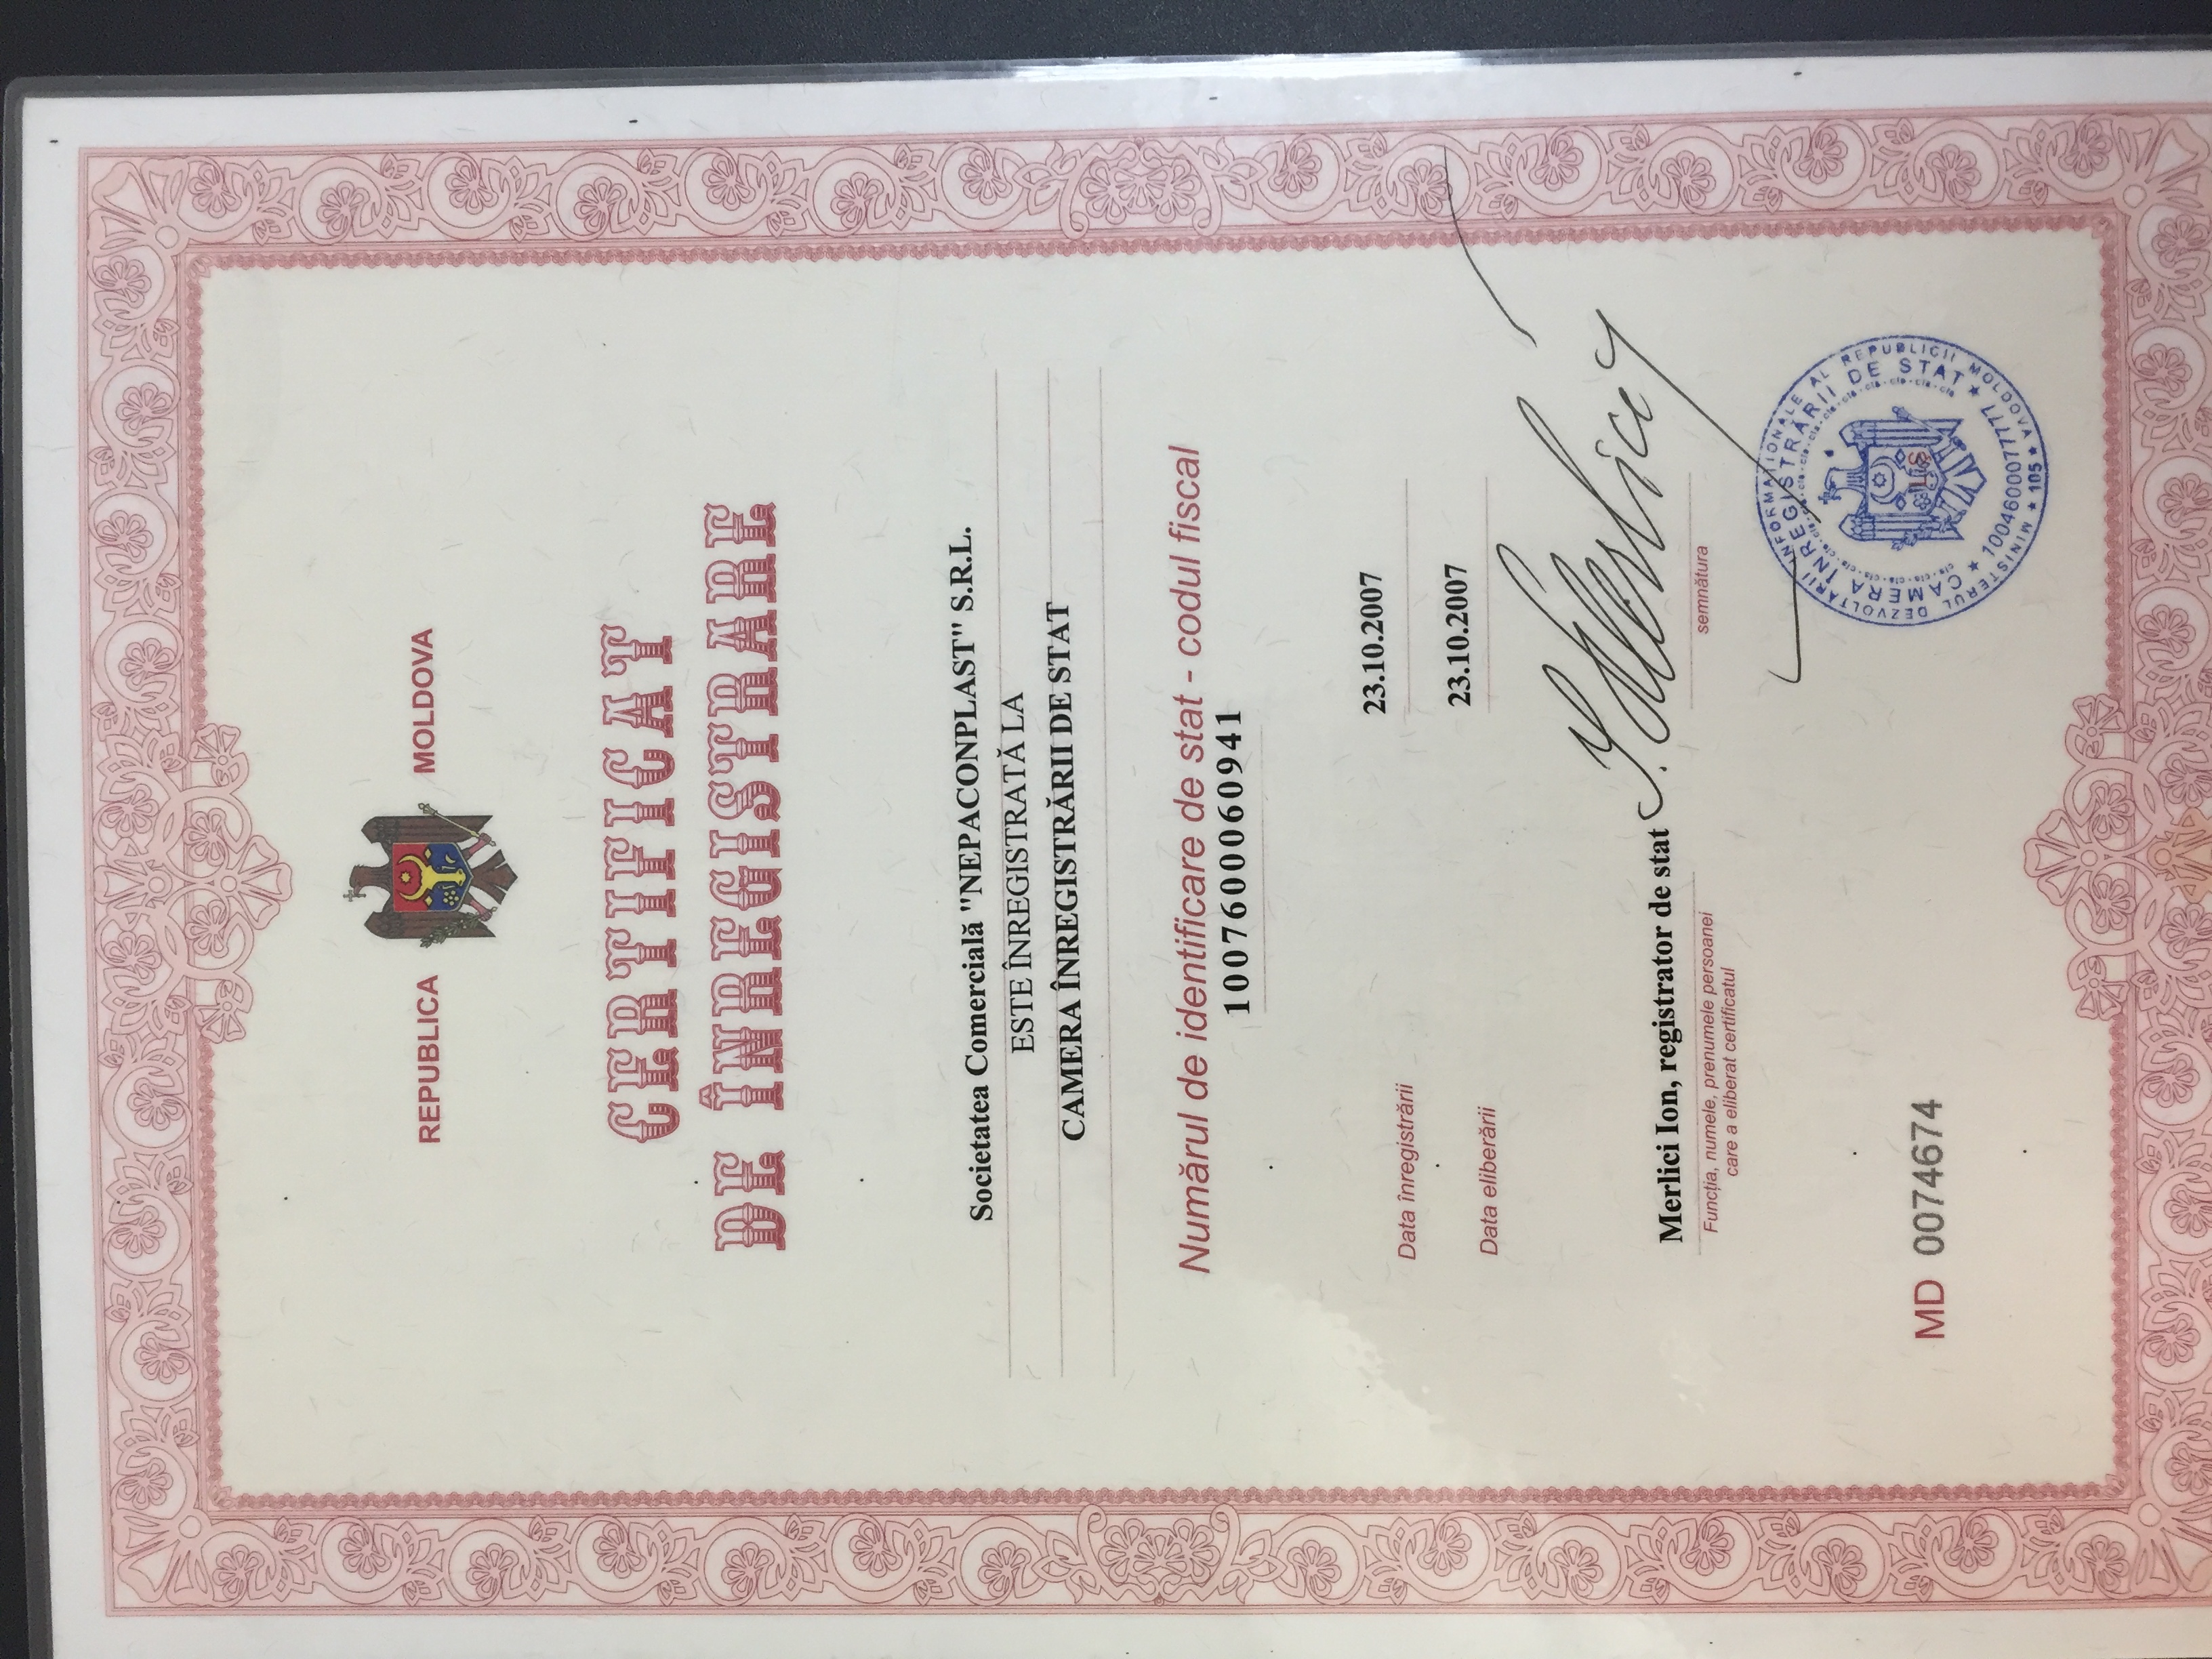 REPUBLICA MOLDOVA
CERTIFICAT
DE ÎNREGISTRARE
Societatea Comercială "NEPACONPLAST" S.R.L.
ESTE ÎNREGISTRATĂ LA
CAMERA ÎNREGISTRĂRII DE STAT
Numărul de identificare de stat - codul fiscal
1007600060941
Data înregistrării 23.10.2007
Data eliberării 23.10.2007
Merlici Ion, registrator de stat
Funcția, numele, prenumele persoanei
care a eliberat certificatul
semnătura
MD 0074674
MINISTERUL DEZVOLTĂRII INFORMAȚIONALE AL REPUBLICII MOLDOVA ★ 105 ★
CAMERA ÎNREGISTRĂRII DE STAT
★ 1004600077777 ★